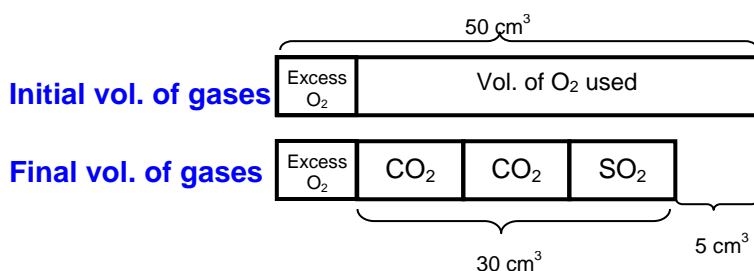 50 cm³
Initial vol. of gases
Excess O₂
Vol. of O₂ used
Final vol. of gases
Excess O₂
CO₂
CO₂
SO₂
30 cm³
5 cm³